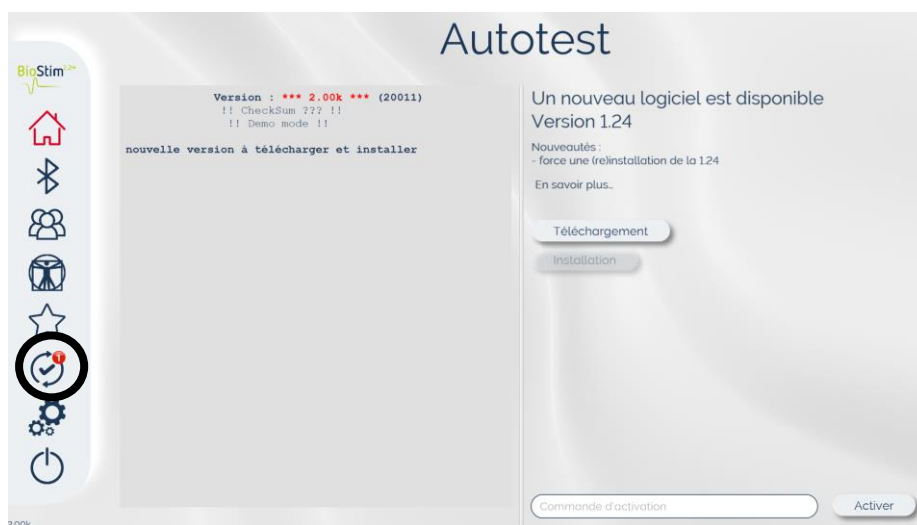 Autotest
BioStim
Version : *** 2.00k *** (20011)
!! CheckSum ??? !!
!! Demo mode !!
nouvelle version à télécharger et installer
Un nouveau logiciel est disponible
Version 1.24
Nouveautés :
- force une (re)installation de la 1.24
En savoir plus..
Téléchargement
Installation
1
Commande d'activation
Activer